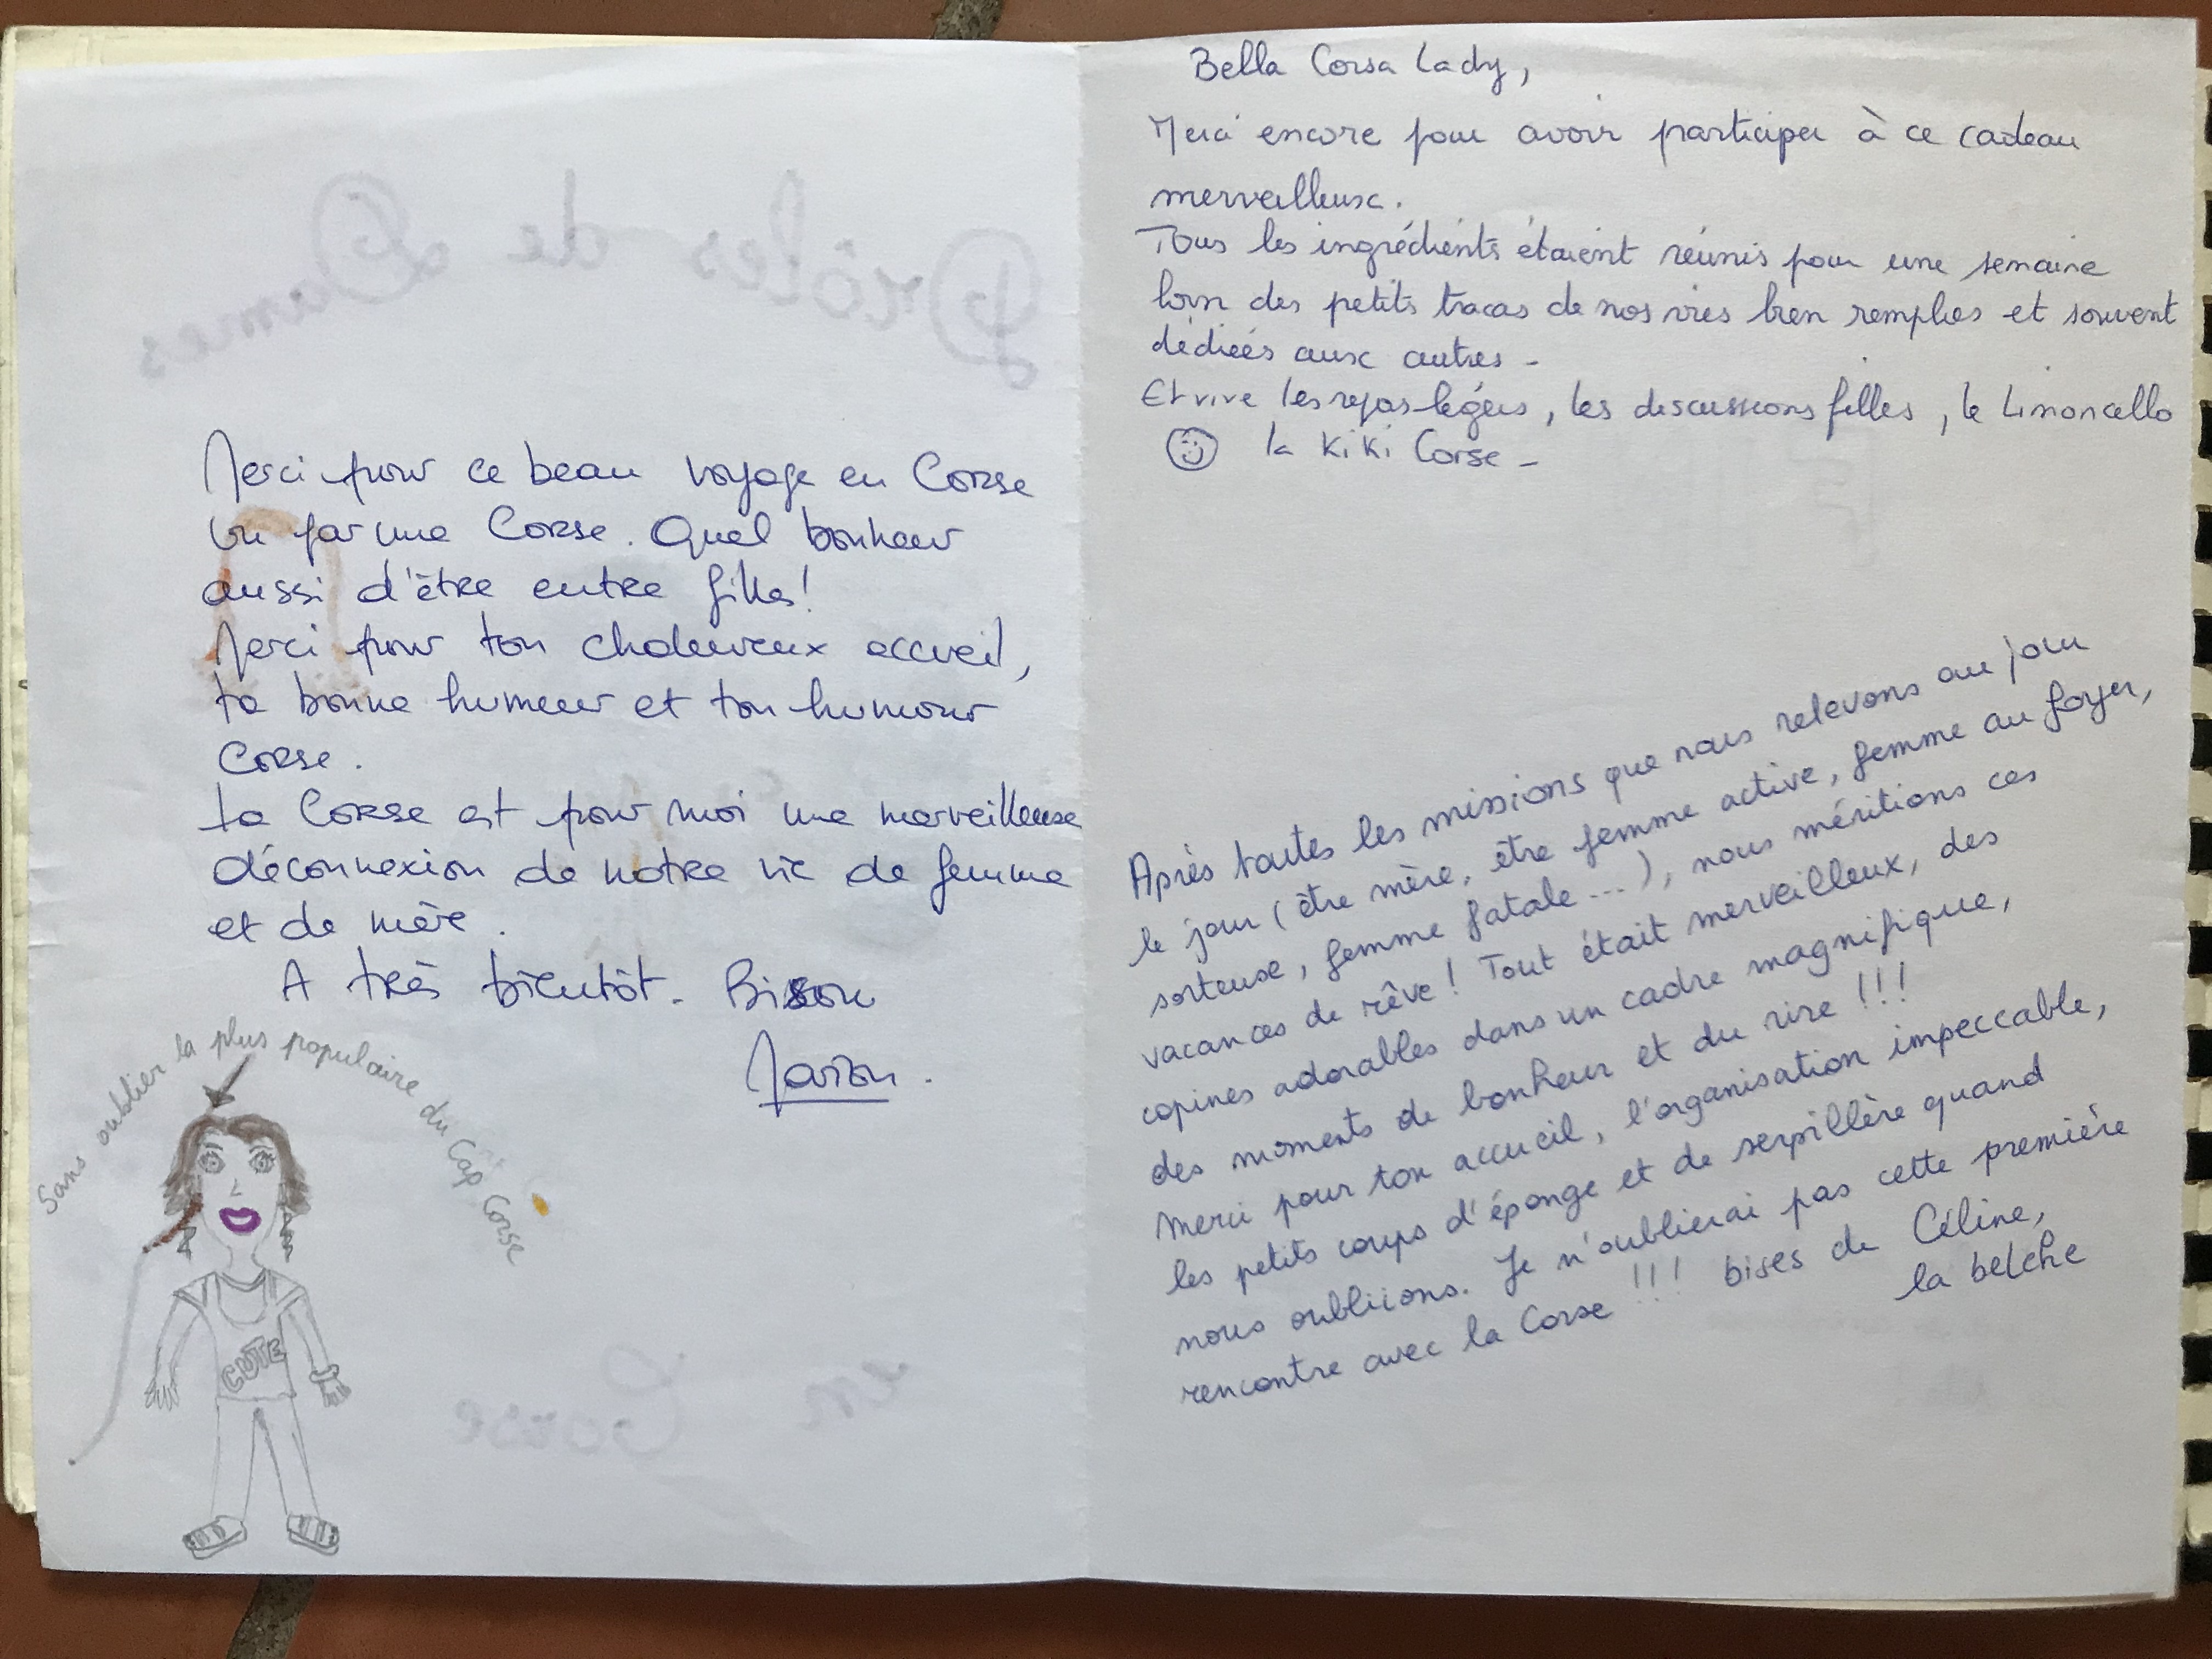 Merci pour ce beau voyage en Corse
vu par une Corse. Quel bonheur
aussi d'être entre filles!
Merci pour ton chaleureux accueil,
ta bonne humeur et ton humour
Corse.
La Corse est pour moi une merveilleuse
déconnexion de notre vie de femme
et de mère.
A très bientôt. Bisou
Marion.
Sans oublier la plus populaire du Cap Corse
CUTE
Bella Corsa Lady,
Merci encore pour avoir participer à ce cadeau
merveilleux.
Tous les ingrédients étaient réunis pour une semaine
loin des petits tracas de nos vies bien remplies et souvent
dédiées aux autres -
Et vive les repas légers, les discussions filles, le Limoncello
la Kiki Corse -
Après toutes les missions que nous relevons au jour
le jour (être mère, être femme active, femme au foyer,
sorteuse, femme fatale...), nous méritions ces
vacances de rêve! Tout était merveilleux, des
copines adorables dans un cadre magnifique,
des moments de bonheur et du rire !!!
Merci pour ton accueil, l'organisation impeccable,
les petits coups d'éponge et de serpillère quand
nous oubliions. Je n'oublierai pas cette première
rencontre avec la Corse !!! bises de Céline,
la belche
Drôles de Dames
en Corse